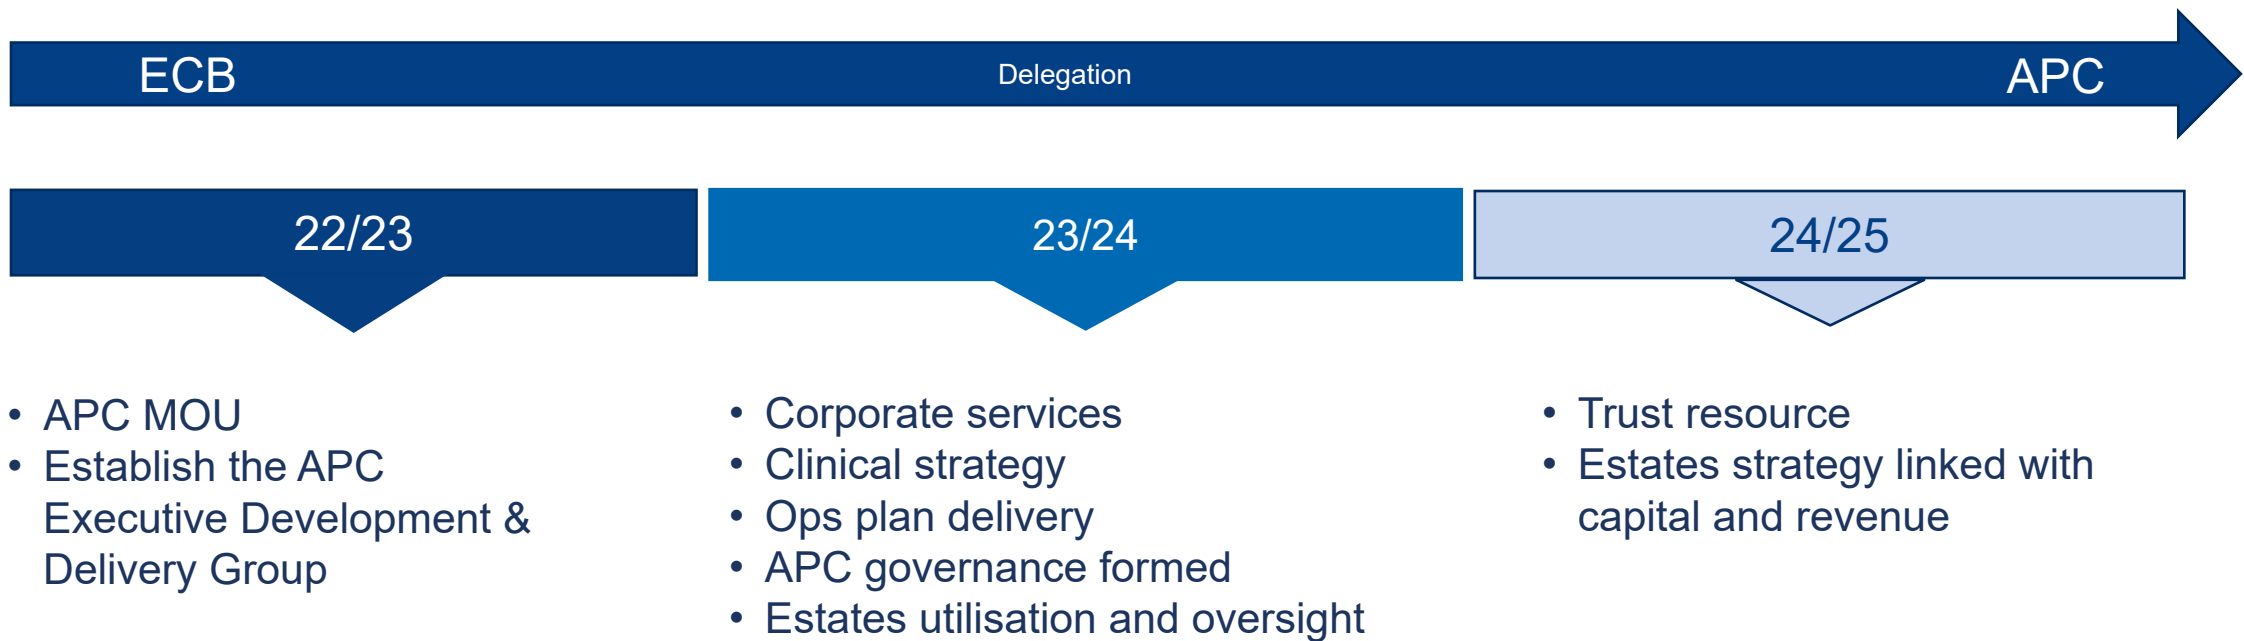 ECB Delegation APC
22/23
23/24
24/25
• APC MOU
• Establish the APC
Executive Development &
Delivery Group
• Corporate services
• Clinical strategy
• Ops plan delivery
• APC governance formed
• Estates utilisation and oversight
• Trust resource
• Estates strategy linked with
capital and revenue